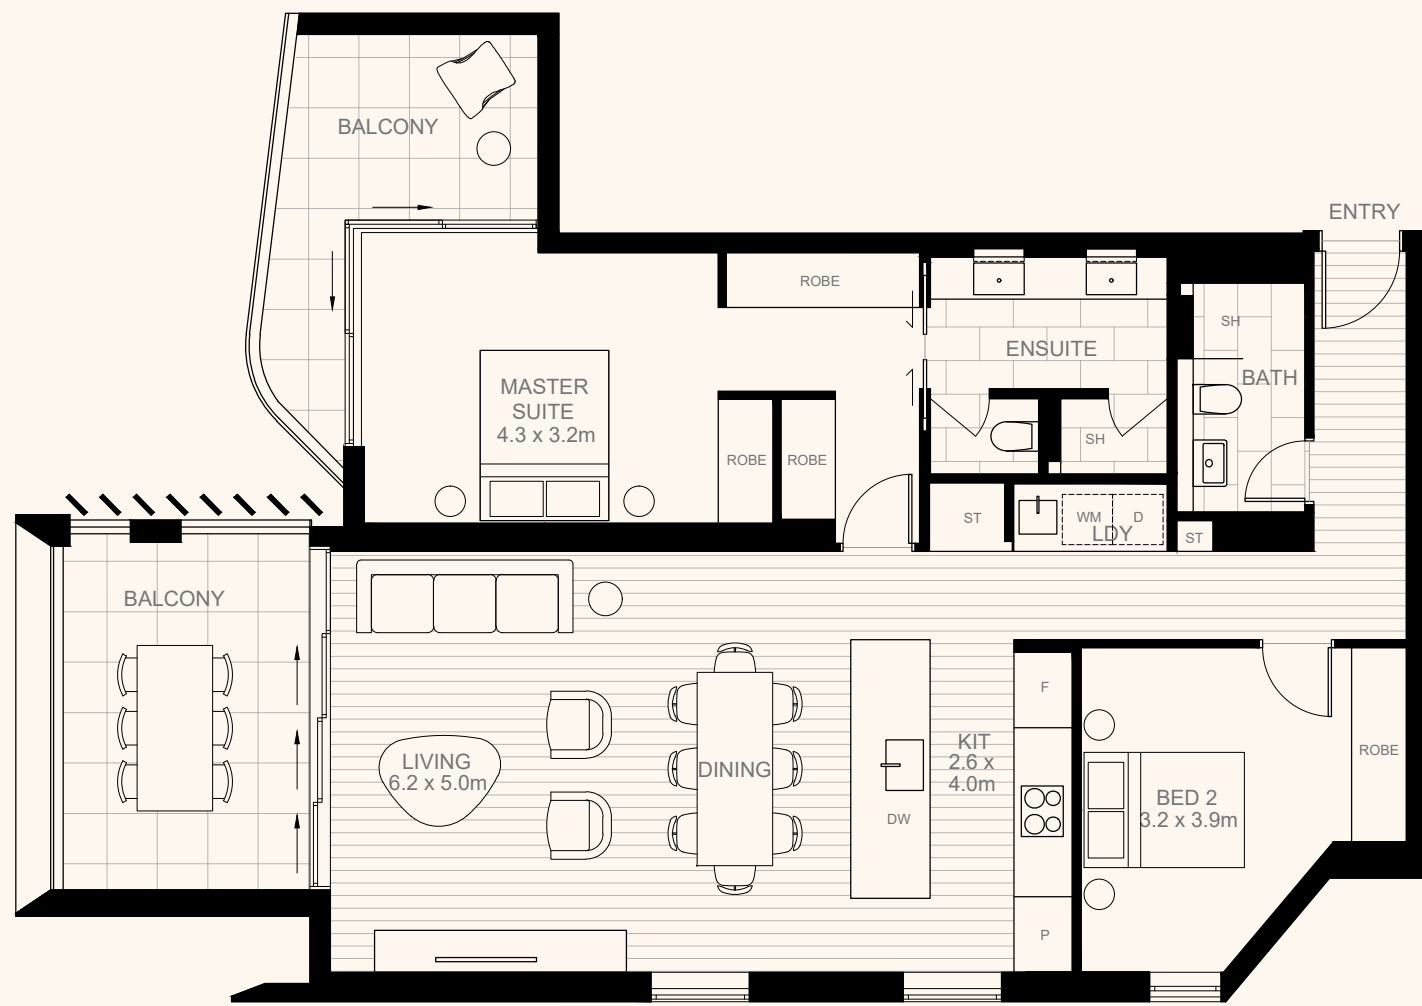 BALCONY
ENTRY
ROBE
SH
ENSUITE
BATH
MASTER
SUITE
4.3 x 3.2m
SH
ROBE
ROBE
ST
WM
D
LDY
ST
BALCONY
F
LIVING
6.2 x 5.0m
DINING
KIT
2.6 x
4.0m
DW
ROBE
BED 2
3.2 x 3.9m
P